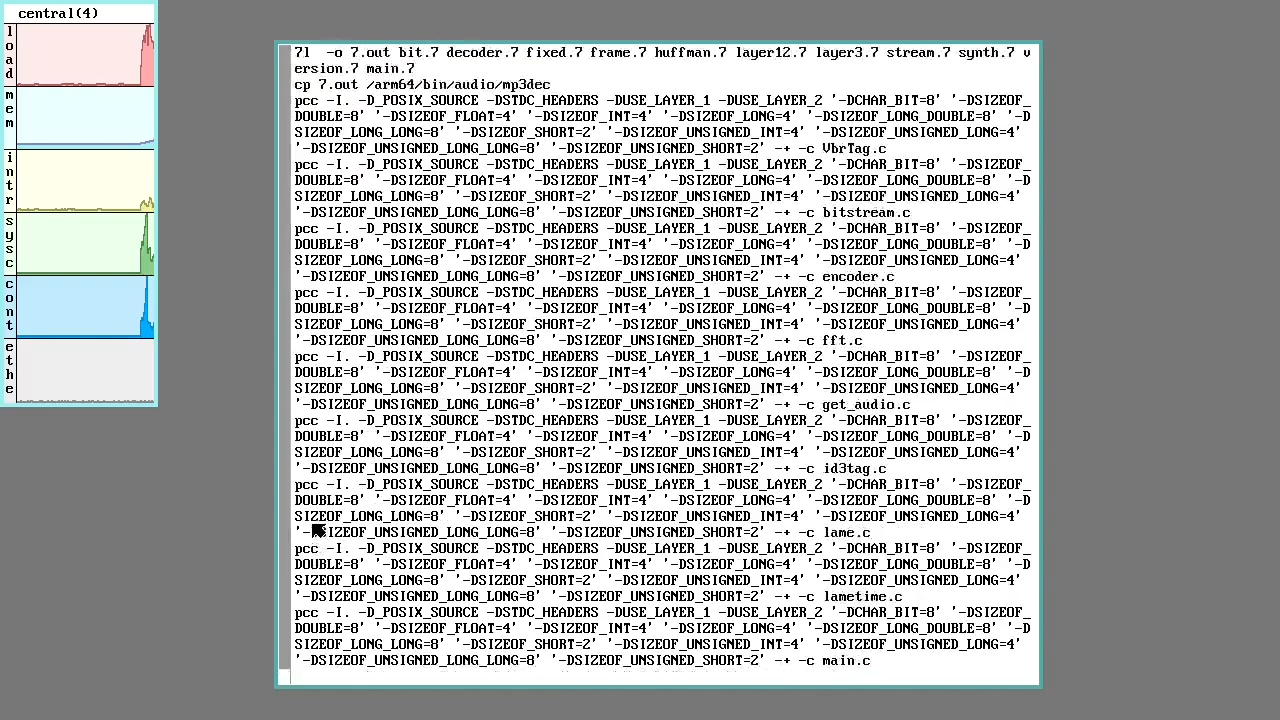 central(4)
load
mem
intr
sysc
cont
ethe
7l  -o 7.out bit.7 decoder.7 fixed.7 frame.7 huffman.7 layer12.7 layer3.7 stream.7 synth.7 v
ersion.7 main.7
cp 7.out /arm64/bin/audio/mp3dec
pcc -I. -D_POSIX_SOURCE -DSTDC_HEADERS -DUSE_LAYER_1 -DUSE_LAYER_2 '-DCHAR_BIT=8' '-DSIZEOF_
DOUBLE=8' '-DSIZEOF_FLOAT=4' '-DSIZEOF_INT=4' '-DSIZEOF_LONG=4' '-DSIZEOF_LONG_DOUBLE=8' '-D
SIZEOF_LONG_LONG=8' '-DSIZEOF_SHORT=2' '-DSIZEOF_UNSIGNED_INT=4' '-DSIZEOF_UNSIGNED_LONG=4'
'-DSIZEOF_UNSIGNED_LONG_LONG=8' '-DSIZEOF_UNSIGNED_SHORT=2' -+ -c VbrTag.c
pcc -I. -D_POSIX_SOURCE -DSTDC_HEADERS -DUSE_LAYER_1 -DUSE_LAYER_2 '-DCHAR_BIT=8' '-DSIZEOF_
DOUBLE=8' '-DSIZEOF_FLOAT=4' '-DSIZEOF_INT=4' '-DSIZEOF_LONG=4' '-DSIZEOF_LONG_DOUBLE=8' '-D
SIZEOF_LONG_LONG=8' '-DSIZEOF_SHORT=2' '-DSIZEOF_UNSIGNED_INT=4' '-DSIZEOF_UNSIGNED_LONG=4'
'-DSIZEOF_UNSIGNED_LONG_LONG=8' '-DSIZEOF_UNSIGNED_SHORT=2' -+ -c bitstream.c
pcc -I. -D_POSIX_SOURCE -DSTDC_HEADERS -DUSE_LAYER_1 -DUSE_LAYER_2 '-DCHAR_BIT=8' '-DSIZEOF_
DOUBLE=8' '-DSIZEOF_FLOAT=4' '-DSIZEOF_INT=4' '-DSIZEOF_LONG=4' '-DSIZEOF_LONG_DOUBLE=8' '-D
SIZEOF_LONG_LONG=8' '-DSIZEOF_SHORT=2' '-DSIZEOF_UNSIGNED_INT=4' '-DSIZEOF_UNSIGNED_LONG=4'
'-DSIZEOF_UNSIGNED_LONG_LONG=8' '-DSIZEOF_UNSIGNED_SHORT=2' -+ -c encoder.c
pcc -I. -D_POSIX_SOURCE -DSTDC_HEADERS -DUSE_LAYER_1 -DUSE_LAYER_2 '-DCHAR_BIT=8' '-DSIZEOF_
DOUBLE=8' '-DSIZEOF_FLOAT=4' '-DSIZEOF_INT=4' '-DSIZEOF_LONG=4' '-DSIZEOF_LONG_DOUBLE=8' '-D
SIZEOF_LONG_LONG=8' '-DSIZEOF_SHORT=2' '-DSIZEOF_UNSIGNED_INT=4' '-DSIZEOF_UNSIGNED_LONG=4'
'-DSIZEOF_UNSIGNED_LONG_LONG=8' '-DSIZEOF_UNSIGNED_SHORT=2' -+ -c fft.c
pcc -I. -D_POSIX_SOURCE -DSTDC_HEADERS -DUSE_LAYER_1 -DUSE_LAYER_2 '-DCHAR_BIT=8' '-DSIZEOF_
DOUBLE=8' '-DSIZEOF_FLOAT=4' '-DSIZEOF_INT=4' '-DSIZEOF_LONG=4' '-DSIZEOF_LONG_DOUBLE=8' '-D
SIZEOF_LONG_LONG=8' '-DSIZEOF_SHORT=2' '-DSIZEOF_UNSIGNED_INT=4' '-DSIZEOF_UNSIGNED_LONG=4'
'-DSIZEOF_UNSIGNED_LONG_LONG=8' '-DSIZEOF_UNSIGNED_SHORT=2' -+ -c get_audio.c
pcc -I. -D_POSIX_SOURCE -DSTDC_HEADERS -DUSE_LAYER_1 -DUSE_LAYER_2 '-DCHAR_BIT=8' '-DSIZEOF_
DOUBLE=8' '-DSIZEOF_FLOAT=4' '-DSIZEOF_INT=4' '-DSIZEOF_LONG=4' '-DSIZEOF_LONG_DOUBLE=8' '-D
SIZEOF_LONG_LONG=8' '-DSIZEOF_SHORT=2' '-DSIZEOF_UNSIGNED_INT=4' '-DSIZEOF_UNSIGNED_LONG=4'
'-DSIZEOF_UNSIGNED_LONG_LONG=8' '-DSIZEOF_UNSIGNED_SHORT=2' -+ -c id3tag.c
pcc -I. -D_POSIX_SOURCE -DSTDC_HEADERS -DUSE_LAYER_1 -DUSE_LAYER_2 '-DCHAR_BIT=8' '-DSIZEOF_
DOUBLE=8' '-DSIZEOF_FLOAT=4' '-DSIZEOF_INT=4' '-DSIZEOF_LONG=4' '-DSIZEOF_LONG_DOUBLE=8' '-D
SIZEOF_LONG_LONG=8' '-DSIZEOF_SHORT=2' '-DSIZEOF_UNSIGNED_INT=4' '-DSIZEOF_UNSIGNED_LONG=4'
'-DSIZEOF_UNSIGNED_LONG_LONG=8' '-DSIZEOF_UNSIGNED_SHORT=2' -+ -c lame.c
pcc -I. -D_POSIX_SOURCE -DSTDC_HEADERS -DUSE_LAYER_1 -DUSE_LAYER_2 '-DCHAR_BIT=8' '-DSIZEOF_
DOUBLE=8' '-DSIZEOF_FLOAT=4' '-DSIZEOF_INT=4' '-DSIZEOF_LONG=4' '-DSIZEOF_LONG_DOUBLE=8' '-D
SIZEOF_LONG_LONG=8' '-DSIZEOF_SHORT=2' '-DSIZEOF_UNSIGNED_INT=4' '-DSIZEOF_UNSIGNED_LONG=4'
'-DSIZEOF_UNSIGNED_LONG_LONG=8' '-DSIZEOF_UNSIGNED_SHORT=2' -+ -c lametime.c
pcc -I. -D_POSIX_SOURCE -DSTDC_HEADERS -DUSE_LAYER_1 -DUSE_LAYER_2 '-DCHAR_BIT=8' '-DSIZEOF_
DOUBLE=8' '-DSIZEOF_FLOAT=4' '-DSIZEOF_INT=4' '-DSIZEOF_LONG=4' '-DSIZEOF_LONG_DOUBLE=8' '-D
SIZEOF_LONG_LONG=8' '-DSIZEOF_SHORT=2' '-DSIZEOF_UNSIGNED_INT=4' '-DSIZEOF_UNSIGNED_LONG=4'
'-DSIZEOF_UNSIGNED_LONG_LONG=8' '-DSIZEOF_UNSIGNED_SHORT=2' -+ -c main.c